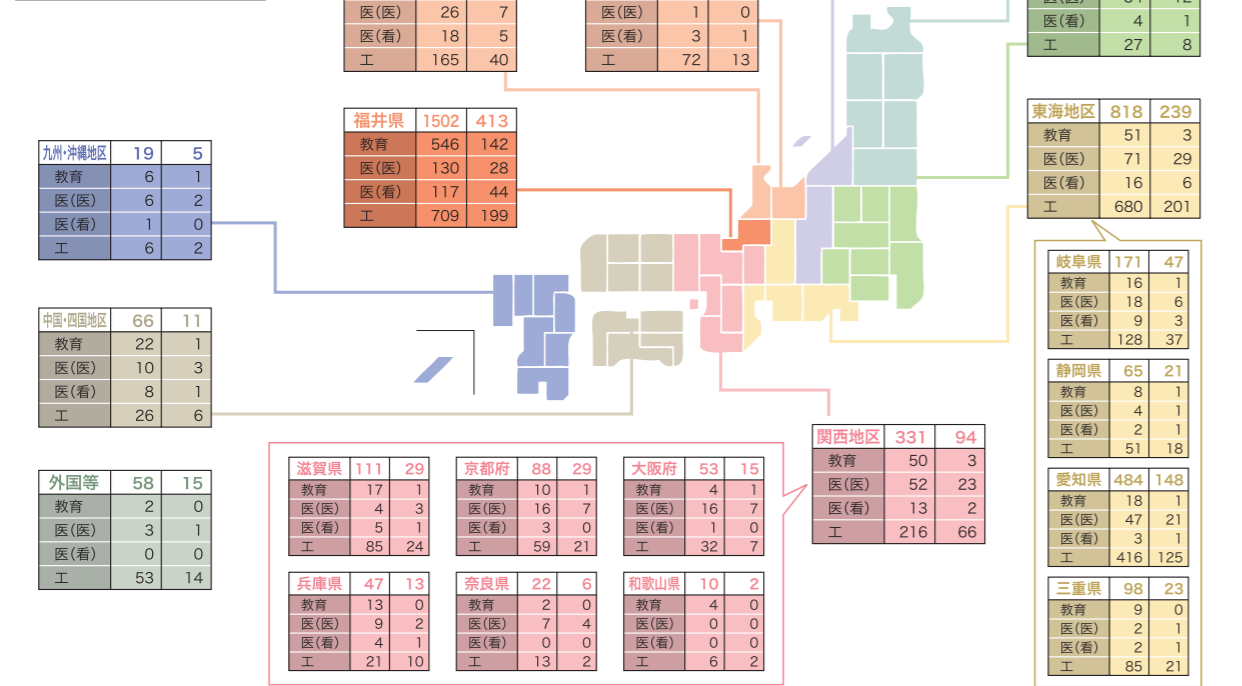 医(医) 26 7
医(看) 18 5
工 165 40
医(医) 1 0
医(看) 3 1
工 72 13
医(看) 4 1
工 27 8
福井県 1502 413
教育 546 142
医(医) 130 28
医(看) 117 44
工 709 199
東海地区 818 239
教育 51 3
医(医) 71 29
医(看) 16 6
工 680 201
九州・沖縄地区 19 5
教育 6 1
医(医) 6 2
医(看) 1 0
工 6 2
岐阜県 171 47
教育 16 1
医(医) 18 6
医(看) 9 3
工 128 37
中国・四国地区 66 11
教育 22 1
医(医) 10 3
医(看) 8 1
工 26 6
静岡県 65 21
教育 8 1
医(医) 4 1
医(看) 2 1
工 51 18
関西地区 331 94
教育 50 3
医(医) 52 23
医(看) 13 2
工 216 66
滋賀県 111 29
教育 17 1
医(医) 4 3
医(看) 5 1
工 85 24
京都府 88 29
教育 10 1
医(医) 16 7
医(看) 3 0
工 59 21
大阪府 53 15
教育 4 1
医(医) 16 7
医(看) 1 0
工 32 7
愛知県 484 148
教育 18 1
医(医) 47 21
医(看) 3 1
工 416 125
外国等 58 15
教育 2 0
医(医) 3 1
医(看) 0 0
工 53 14
兵庫県 47 13
教育 13 0
医(医) 9 2
医(看) 4 1
工 21 10
奈良県 22 6
教育 2 0
医(医) 7 4
医(看) 0 0
工 13 2
和歌山県 10 2
教育 4 0
医(医) 0 0
医(看) 0 0
工 6 2
三重県 98 23
教育 9 0
医(医) 2 1
医(看) 2 1
工 85 21